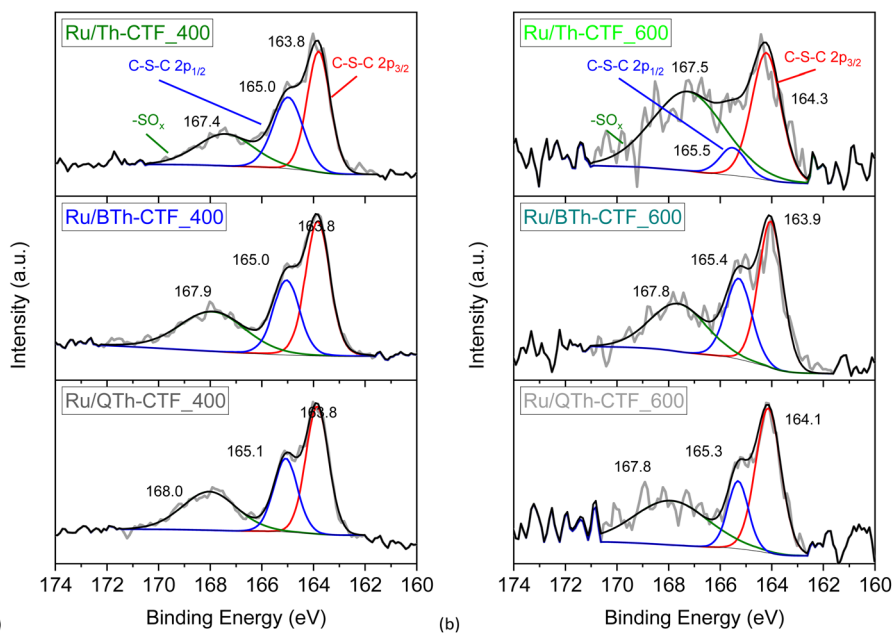 Ru/Th-CTF_400
163.8
C-S-C 2p1/2
C-S-C 2p3/2
165.0
167.4
-SOx
Ru/BTh-CTF_400
163.8
165.0
167.9
Ru/QTh-CTF_400
163.8
165.1
168.0
174 172 170 168 166 164 162 160
Binding Energy (eV)
Intensity (a.u.)
)
(b)
Ru/Th-CTF_600
167.5
C-S-C 2p1/2
C-S-C 2p3/2
164.3
-SOx
165.5
Ru/BTh-CTF_600
163.9
165.4
167.8
Ru/QTh-CTF_600
164.1
165.3
167.8
174 172 170 168 166 164 162 160
Binding Energy (eV)
Intensity (a.u.)